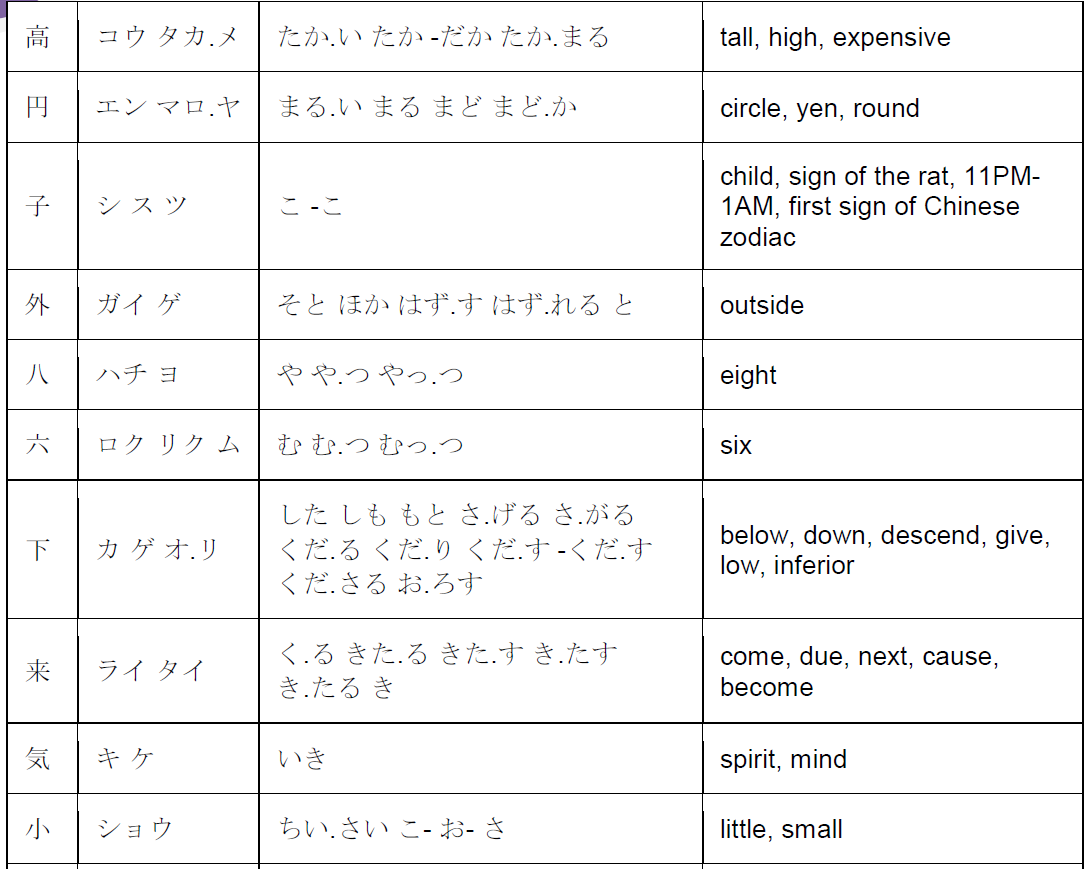 高 コウ タカ.メ たか.い たか -だか たか.まる tall, high, expensive
円 エン マロ.ヤ まる.い まる まど まど.か circle, yen, round
子 シ ス ツ こ -こ child, sign of the rat, 11PM-
1AM, first sign of Chinese
zodiac
外 ガイ ゲ そと ほか はず.す はず.れる と outside
八 ハチ ヨ や や.つ やっ.つ eight
六 ロク リク ム む む.つ むっ.つ six
下 カ ゲ オ.リ した しも もと さ.げる さ.がる
くだ.る くだ.り くだ.す -くだ.す
くだ.さる お.ろす below, down, descend, give,
low, inferior
来 ライ タイ く.る きた.る きた.す き.たす
き.たる き come, due, next, cause,
become
気 キ ケ いき spirit, mind
小 ショウ ちい.さい こ- お- さ little, small